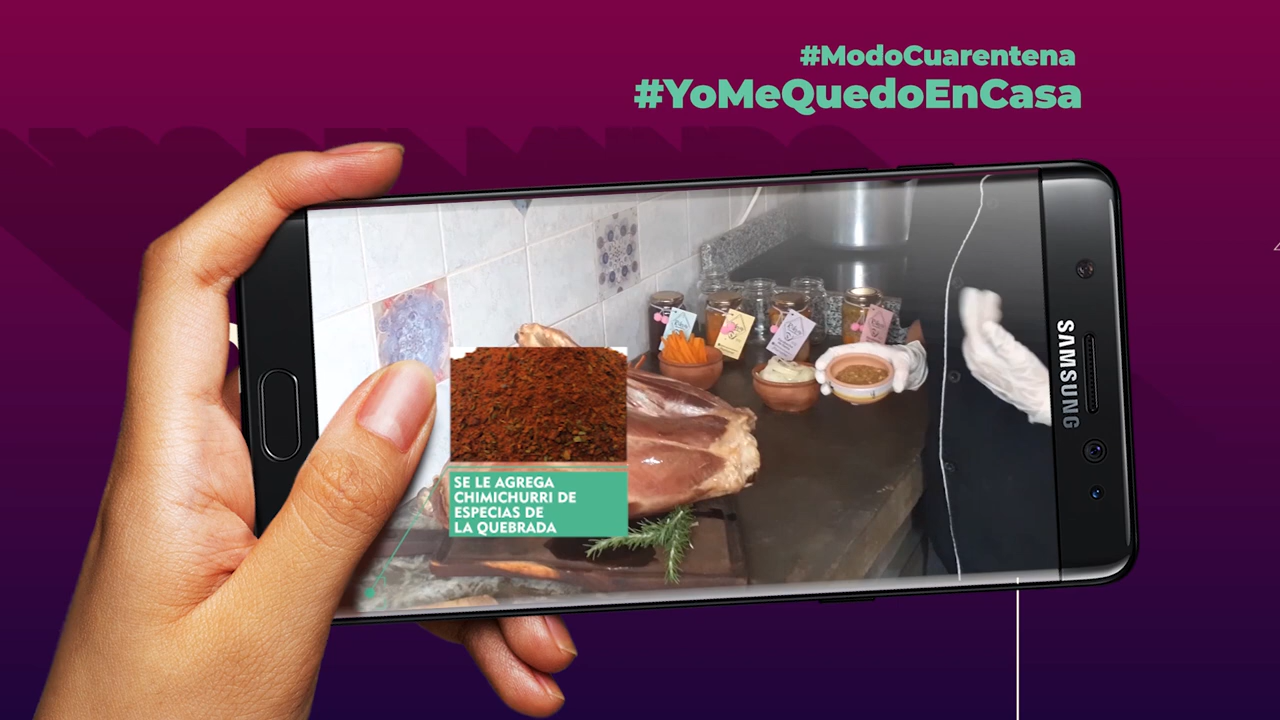 #ModoCuarentena
#YoMeQuedoEnCasa
SAMSUNG
SE LE AGREGA
CHIMICHURRI DE
ESPECIAS DE
LA QUEBRADA